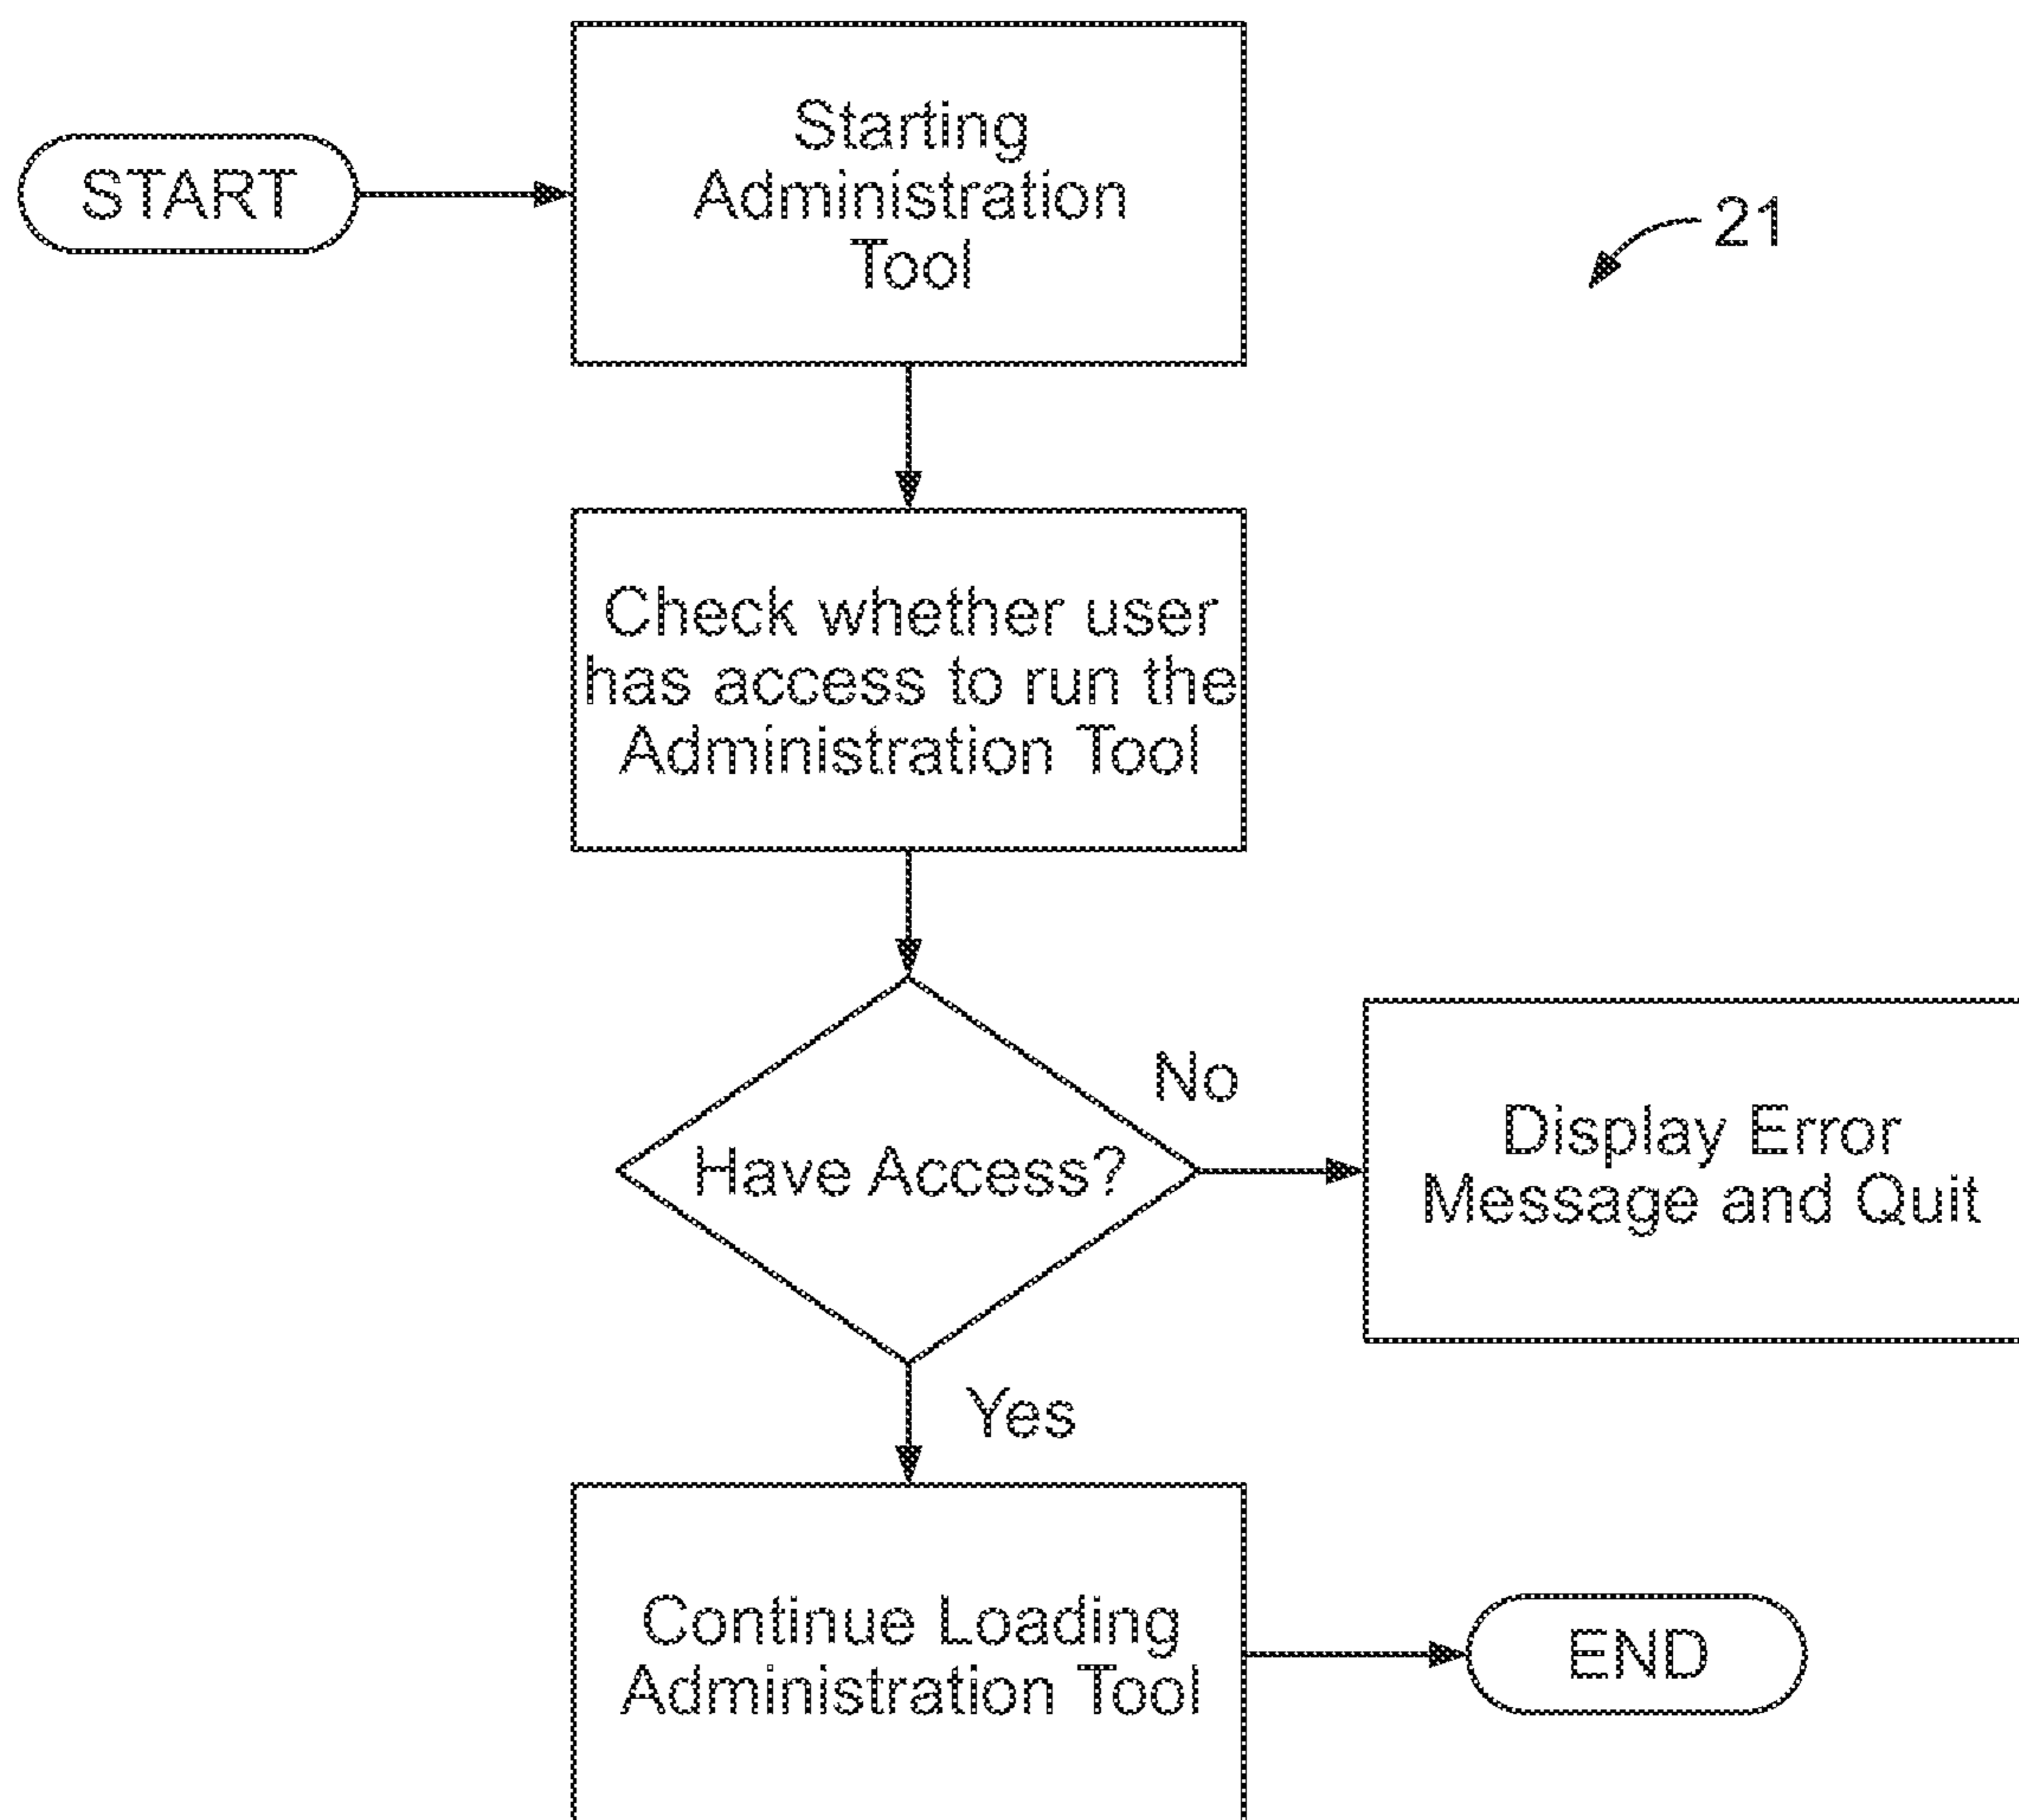 START
Starting
Administration
Tool
21
Check whether user
has access to run the
Administration Tool
Have Access?
No
Display Error
Message and Quit
Yes
Continue Loading
Administration Tool
END